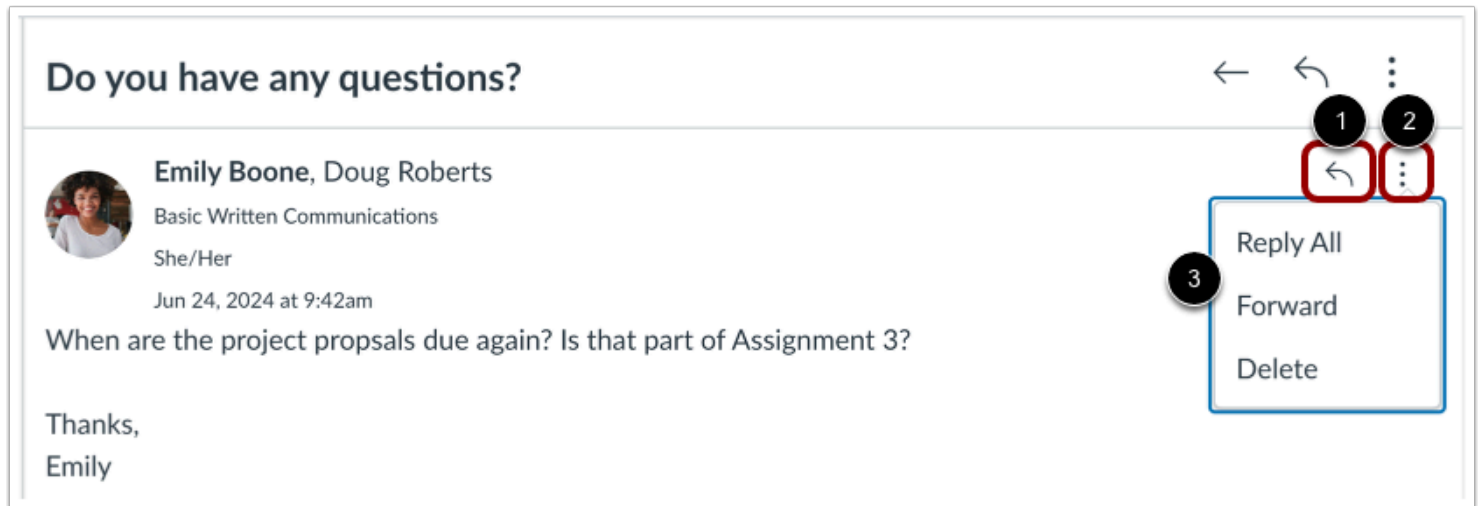 Do you have any questions?
1 2
Emily Boone, Doug Roberts
Basic Written Communications
She/Her
Jun 24, 2024 at 9:42am
When are the project propsals due again? Is that part of Assignment 3?
Thanks,
Emily
3
Reply All
Forward
Delete